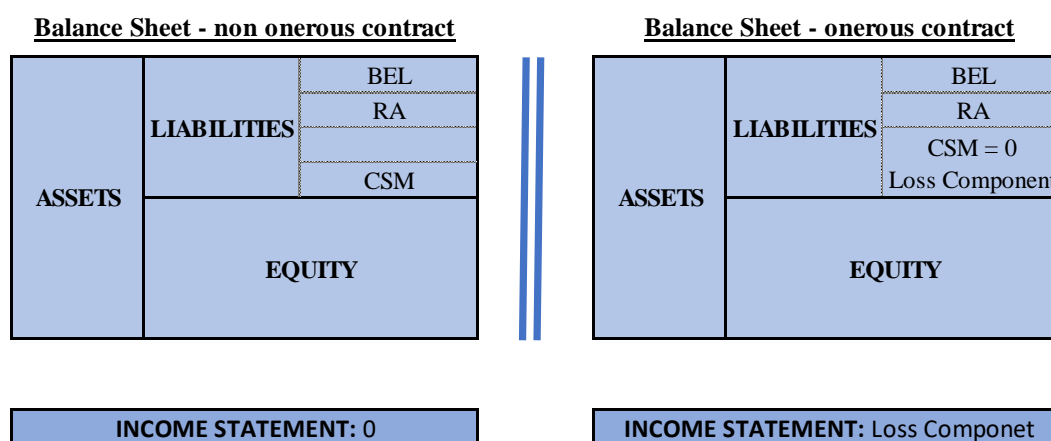 Balance Sheet - non onerous contract
ASSETS
LIABILITIES
BEL
RA
CSM
EQUITY
INCOME STATEMENT: 0
Balance Sheet - onerous contract
ASSETS
LIABILITIES
BEL
RA
CSM = 0
Loss Component
EQUITY
INCOME STATEMENT: Loss Componet